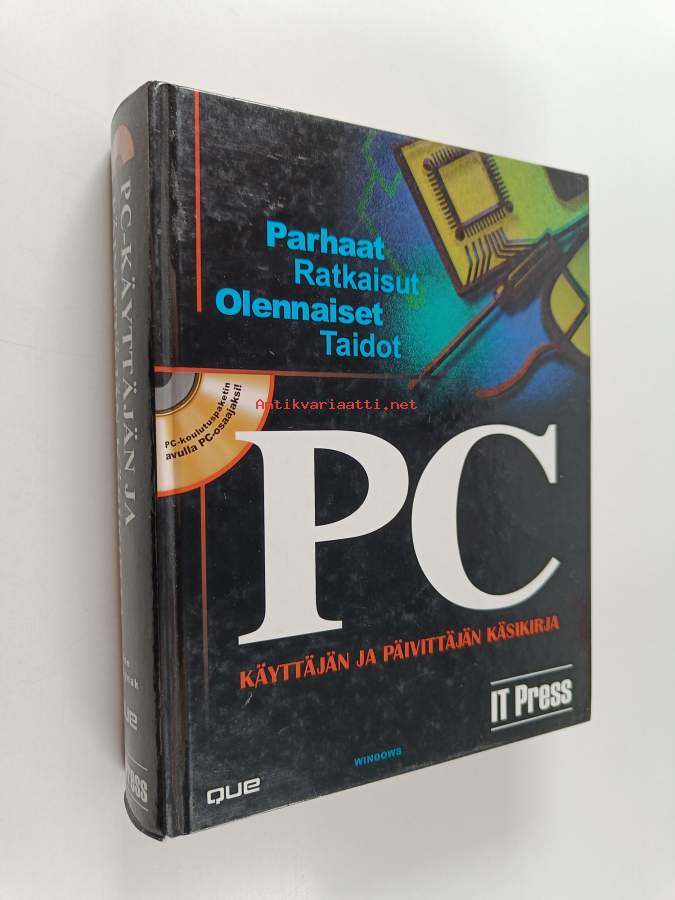 Parhaat
Ratkaisut
Olennaiset
Taidot
Antikvariaatti.net
PC-koulutuspaketin
avulla PC-osaajaksi!
PC
KÄYTTÄJÄN JA PÄIVITTÄJÄN KÄSIKIRJA
IT Press
WINDOWS
QUE
PC-KÄYTTÄJÄN JA